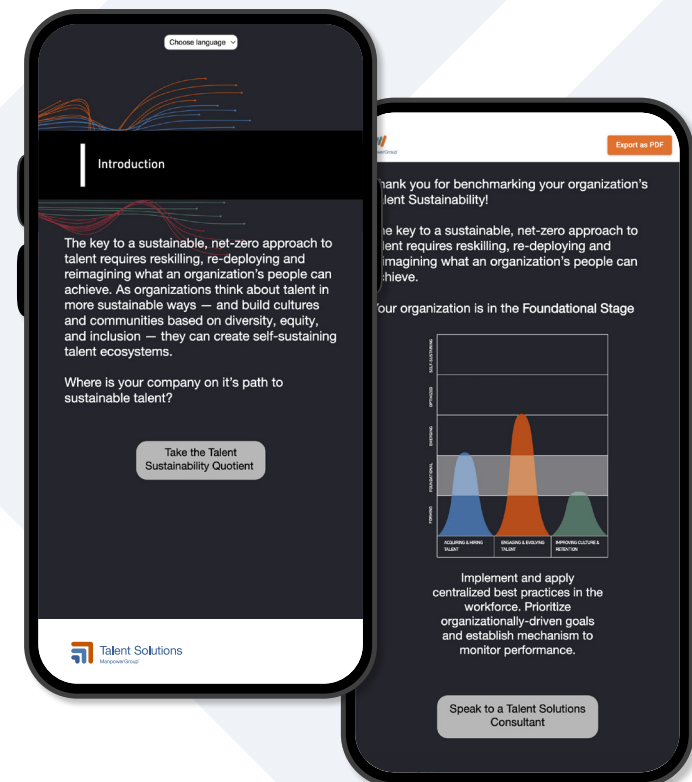 Choose language
Introduction
The key to a sustainable, net-zero approach to
talent requires reskilling, re-deploying and
reimagining what an organization's people can
achieve. As organizations think about talent in
more sustainable ways — and build cultures
and communities based on diversity, equity,
and inclusion — they can create self-sustaining
talent ecosystems.
Where is your company on it's path to
sustainable talent?
Take the Talent
Sustainability Quotient
Talent Solutions
ManpowerGroup
Export as PDF
hank you for benchmarking your organization's
alent Sustainability!
e key to a sustainable, net-zero approach to
lent requires reskilling, re-deploying and
imagining what an organization's people can
chieve.
our organization is in the Foundational Stage
SELF-SUSTAINING
OPTIMIZED
EMERGING
FOUNDATIONAL
FORWARD
ACQUIRING & HIRING
TALENT
ENGAGING & EVOLVING
TALENT
IMPROVING CULTURE &
RETENTION
Implement and apply
centralized best practices in the
workforce. Prioritize
organizationally-driven goals
and establish mechanism to
monitor performance.
Speak to a Talent Solutions
Consultant